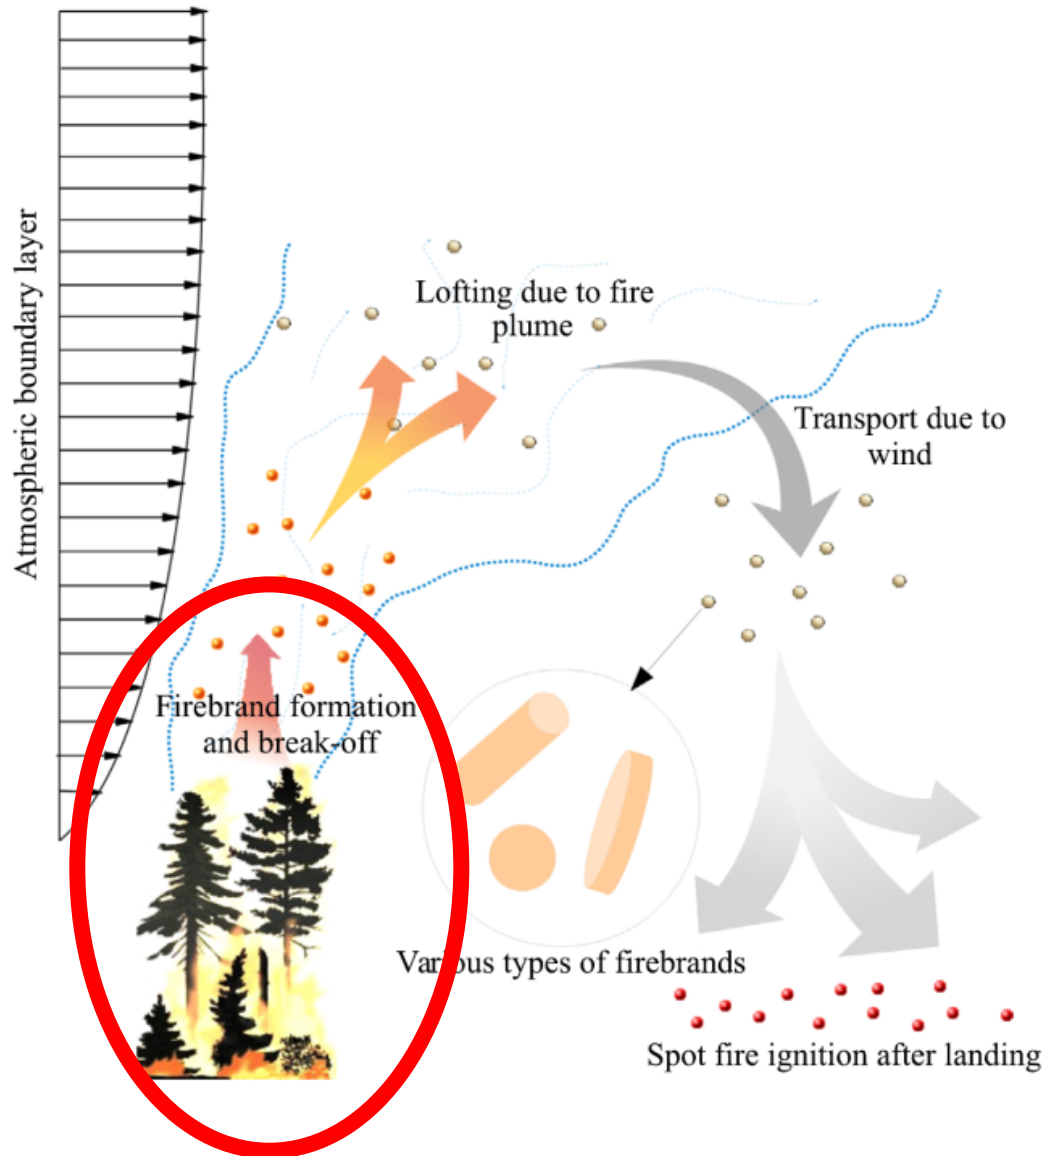 Atmospheric boundary layer
Lofting due to fire
plume
Transport due to
wind
Firebrand formation
and break-off
Various types of firebrands
Spot fire ignition after landing